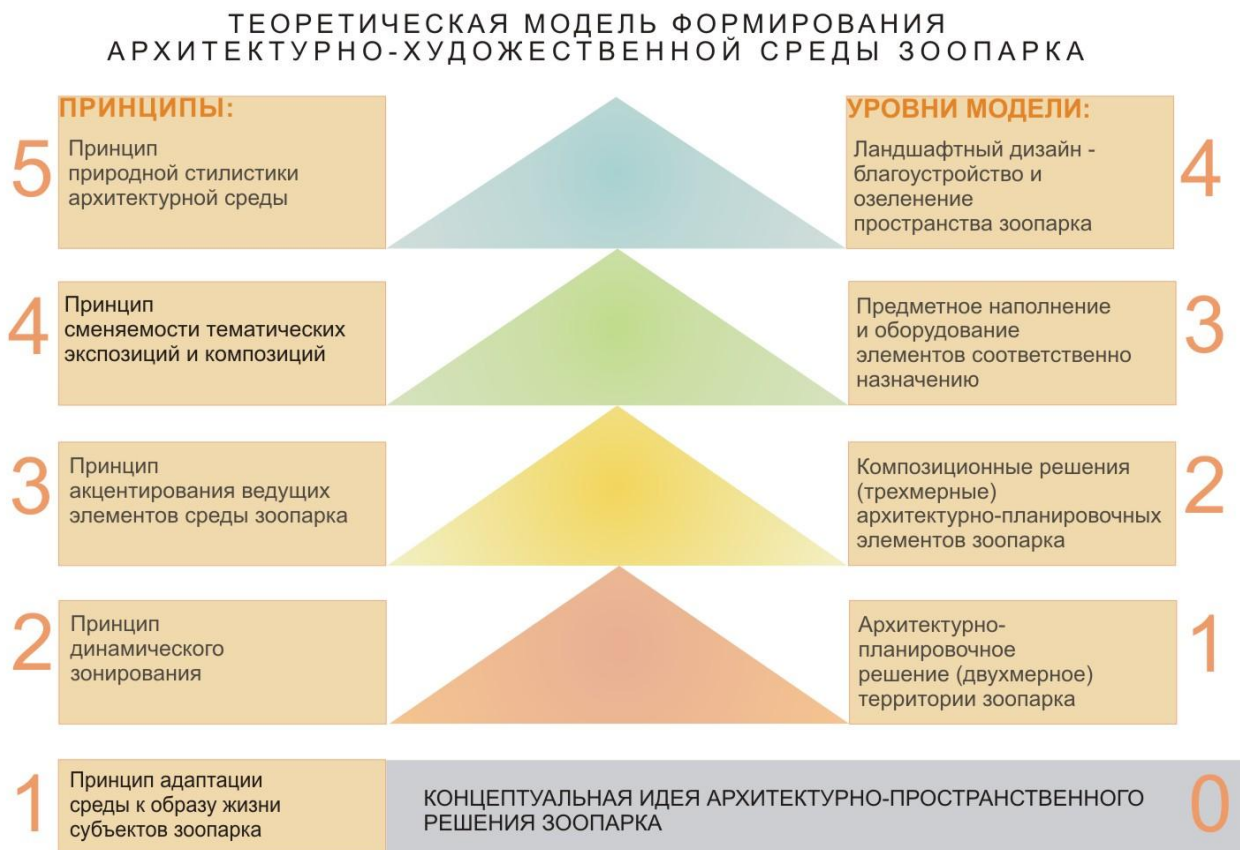 ТЕОРЕТИЧЕСКАЯ МОДЕЛЬ ФОРМИРОВАНИЯ
АРХИТЕКТУРНО-ХУДОЖЕСТВЕННОЙ СРЕДЫ ЗООПАРКА
ПРИНЦИПЫ:
5
Принцип
природной стилистики
архитектурной среды
УРОВНИ МОДЕЛИ:
Ландшафтный дизайн -
благоустройство и
озеленение
пространства зоопарка
4
4
Принцип
сменяемости тематических
экспозиций и композиций
Предметное наполнение
и оборудование
элементов соответственно
назначению
3
3
Принцип
акцентирования ведущих
элементов среды зоопарка
Композиционные решения
(трехмерные)
архитектурно-планировочных
элементов зоопарка
2
2
Принцип
динамического
зонирования
Архитектурно-
планировочное
решение (двухмерное)
территории зоопарка
1
1
Принцип адаптации
среды к образу жизни
субъектов зоопарка
КОНЦЕПТУАЛЬНАЯ ИДЕЯ АРХИТЕКТУРНО-ПРОСТРАНСТВЕННОГО
РЕШЕНИЯ ЗООПАРКА
0